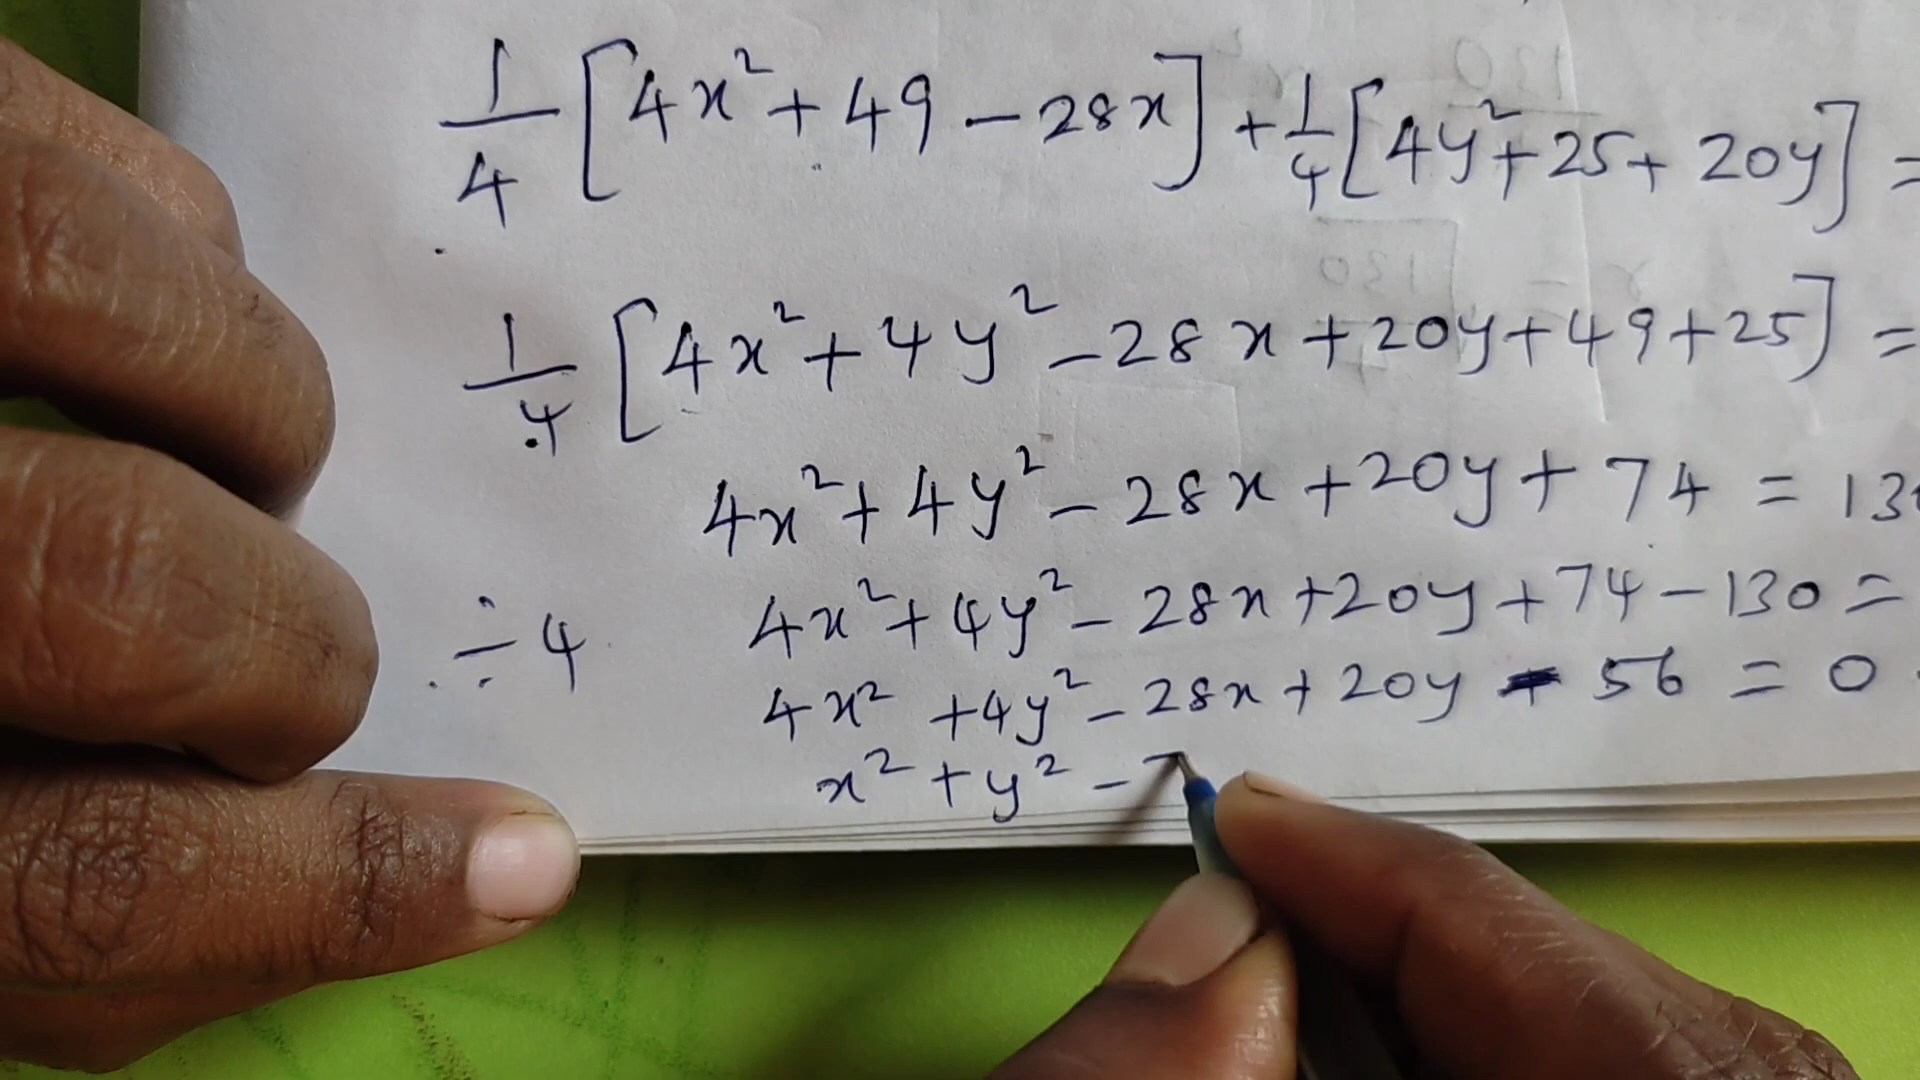 1/4 [4x² + 49 - 28x] + 1/4 [4y² + 25 + 20y] =
1/4 [4x² + 4y² - 28x + 20y + 49 + 25] =
4x² + 4y² - 28x + 20y + 74 = 13
÷ 4 4x² + 4y² - 28x + 20y + 74 - 130 =
4x² + 4y² - 28x + 20y - 56 = 0
x² + y² - 7